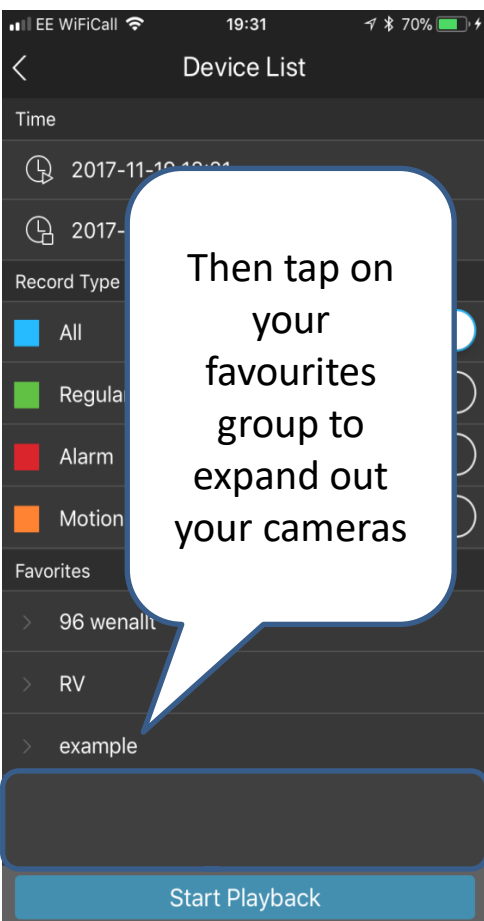 EE WiFiCall 19:31 70%
Device List
Time
2017-11-19
2017-
Record Type
All
Regular
Alarm
Motion
Favorites
96 wenallt
RV
example
Start Playback
Then tap on
your
favourites
group to
expand out
your cameras